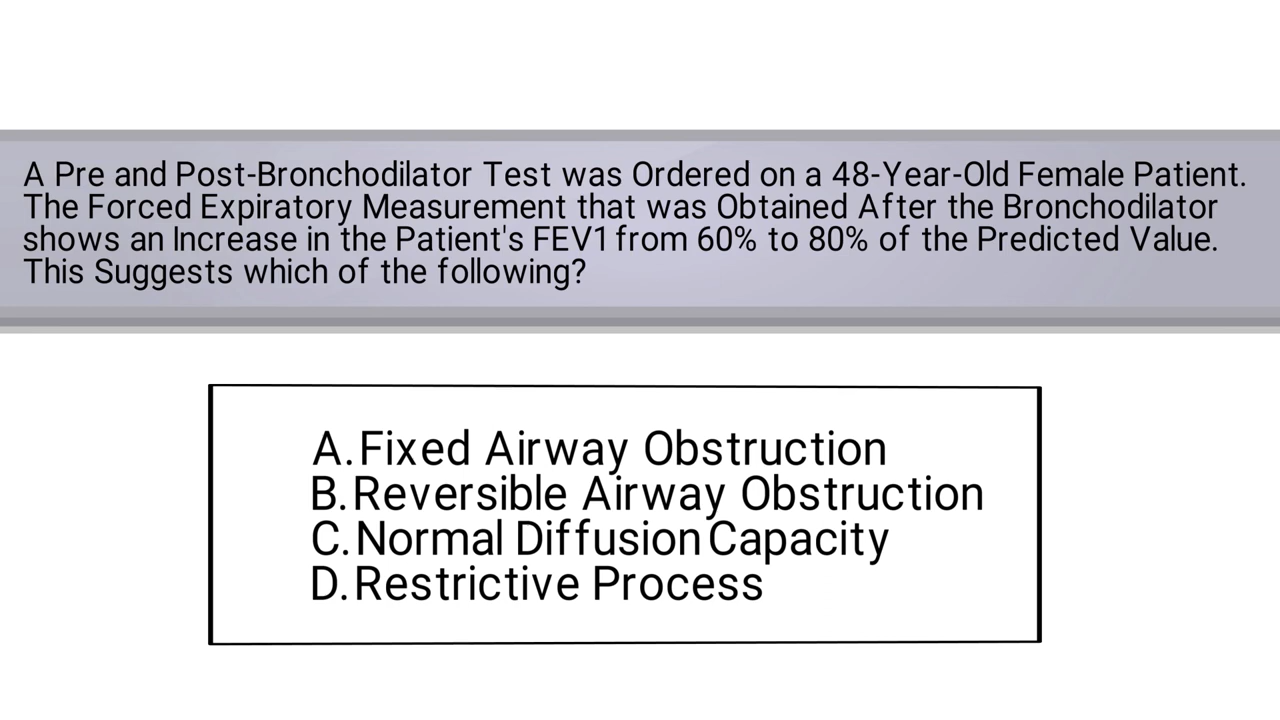 A Pre and Post-Bronchodilator Test was Ordered on a 48-Year-Old Female Patient.
The Forced Expiratory Measurement that was Obtained After the Bronchodilator
shows an Increase in the Patient's FEV1 from 60% to 80% of the Predicted Value.
This Suggests which of the following?
A. Fixed Airway Obstruction
B. Reversible Airway Obstruction
C. Normal Diffusion Capacity
D. Restrictive Process